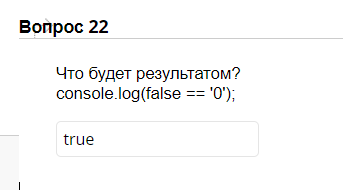 Вопрос 22
Что будет результатом?
console.log(false == '0');
true